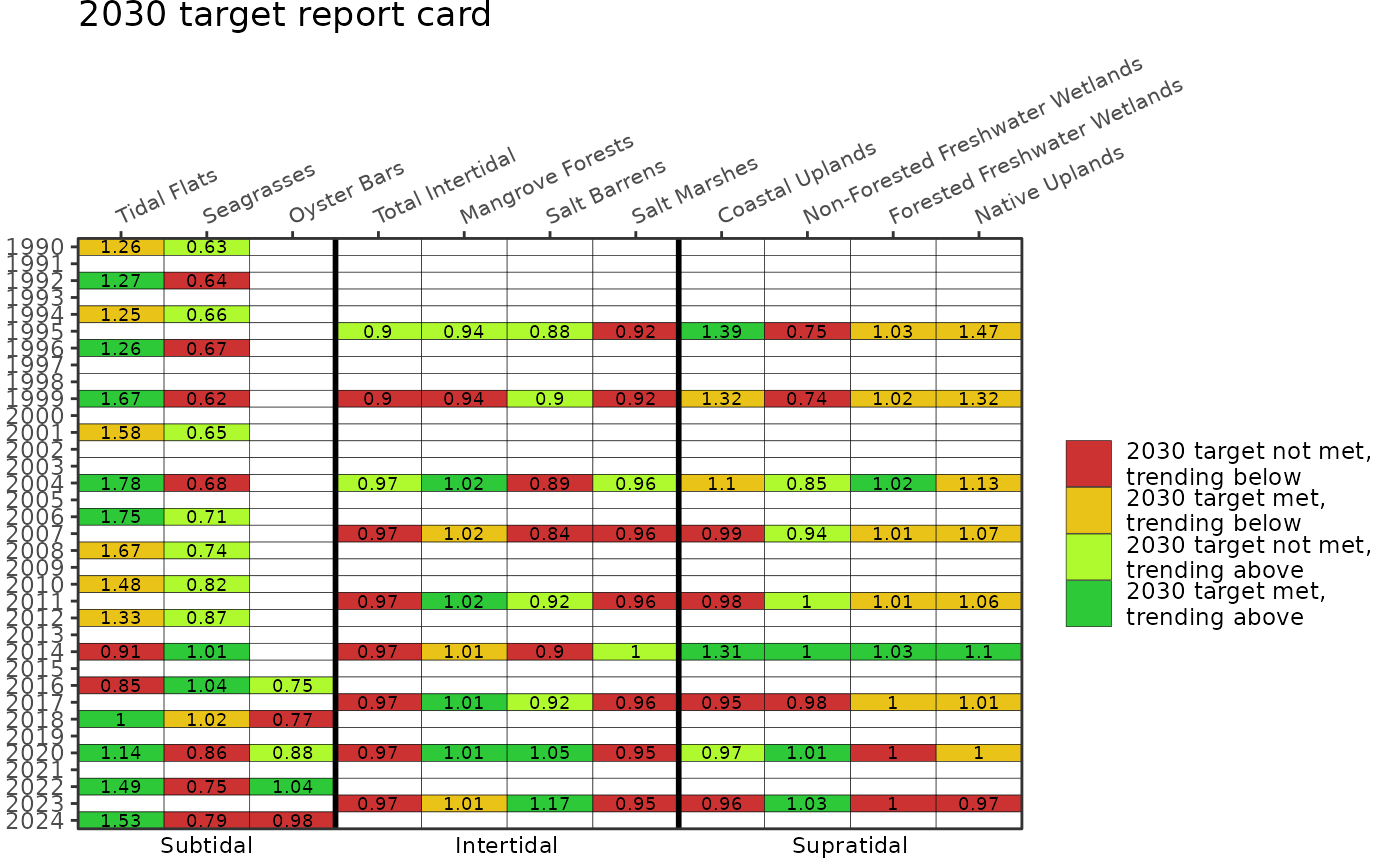 2030 target report card
Tidal Flats
Seagrasses
Oyster Bars
Total Intertidal
Mangrove Forests
Salt Barrens
Salt Marshes
Coastal Uplands
Non-Forested Freshwater Wetlands
Forested Freshwater Wetlands
Native Uplands
1990 1.26 0.63
1991
1992 1.27 0.64
1993
1994 1.25 0.66
1995 0.9 0.94 0.88 0.92 1.39 0.75 1.03 1.47
1996 1.26 0.67
1997
1998
1999 1.67 0.62 0.9 0.94 0.9 0.92 1.32 0.74 1.02 1.32
2000
2001 1.58 0.65
2002
2003
2004 1.78 0.68 0.97 1.02 0.89 0.96 1.1 0.85 1.02 1.13
2005
2006 1.75 0.71
2007 0.97 1.02 0.84 0.96 0.99 0.94 1.01 1.07
2008 1.67 0.74
2009
2010 1.48 0.82
2011 0.97 1.02 0.92 0.96 0.98 1 1.01 1.06
2012 1.33 0.87
2013
2014 0.91 1.01 0.97 1.01 0.9 1 1.31 1 1.03 1.1
2015
2016 0.85 1.04 0.75
2017 0.97 1.01 0.92 0.96 0.95 0.98 1 1.01
2018 1 1.02 0.77
2019
2020 1.14 0.86 0.88 0.97 1.01 1.05 0.95 0.97 1.01 1 1
2021
2022 1.49 0.75 1.04
2023 0.97 1.01 1.17 0.95 0.96 1.03 1 0.97
2024 1.53 0.79 0.98
Subtidal Intertidal Supratidal
2030 target not met,
trending below
2030 target met,
trending below
2030 target not met,
trending above
2030 target met,
trending above